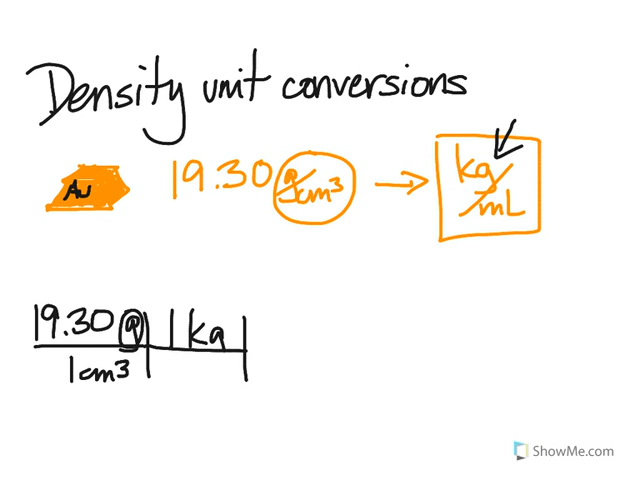 Density unit conversions
Au 19.30 g/cm³ → kg/mL
19.30 g | 1 kg
1 cm³
ShowMe.com